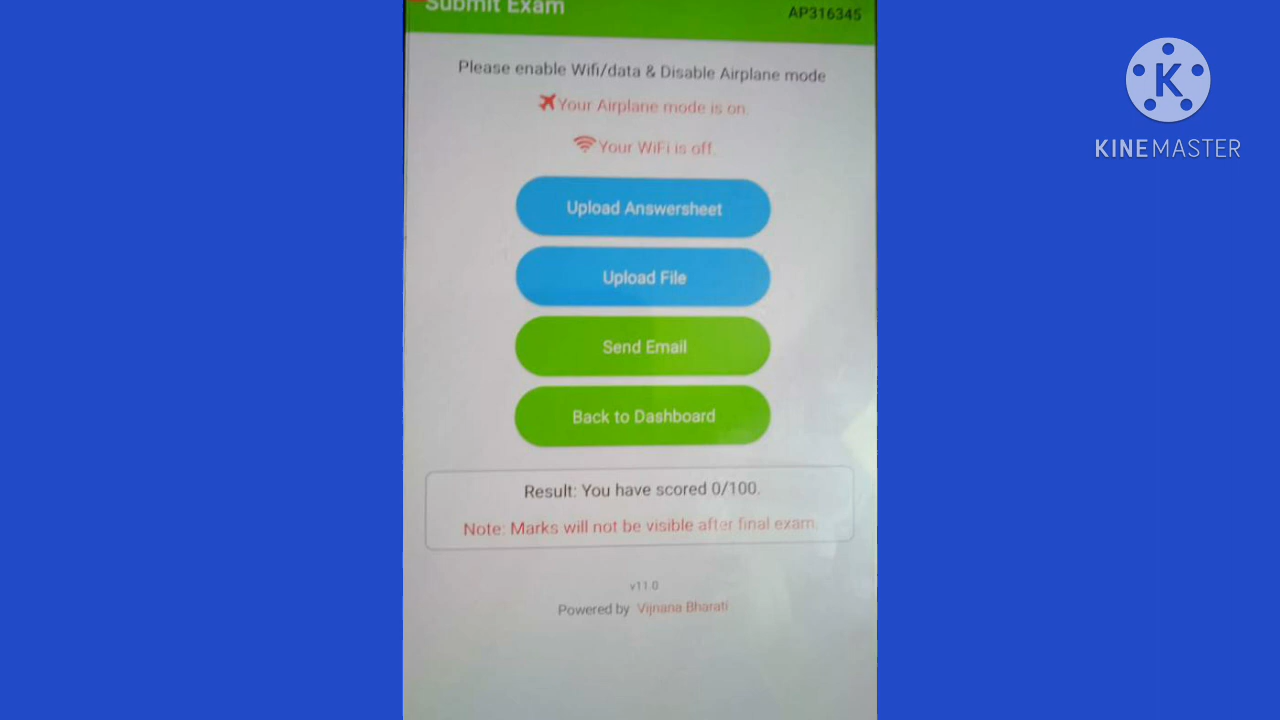 Submit Exam
AP316345
Please enable Wifi/data & Disable Airplane mode
Your Airplane mode is on.
Your WiFi is off.
Upload Answersheet
Upload File
Send Email
Back to Dashboard
Result: You have scored 0/100.
Note: Marks will not be visible after final exam.
v11.0
Powered by Vijnana Bharati
K
KINEMASTER